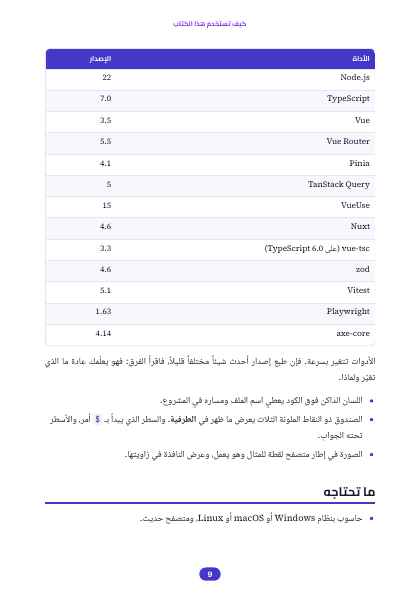 كيف تستخدم هذا الكتاب
الأداة الإصدار
Node.js 22
TypeScript 7.0
Vue 3.5
Vue Router 5.5
Pinia 4.1
TanStack Query 5
VueUse 15
Nuxt 4.6
vue-tsc (على TypeScript 6.0) 3.3
zod 4.6
Vitest 5.1
Playwright 1.63
axe-core 4.14
الأدوات تتغير بسرعة. فإن طبع إصدار أحدث شيئاً مختلفاً قليلاً، فاقرأ الفرق: فهو يعلّمك عادة ما الذي
تغيّر ولماذا.
• اللسان الداكن فوق الكود يعطي اسم الملف ومساره في المشروع.
• الصندوق ذو النقاط الملونة الثلاث يعرض ما ظهر في الطرفية. والسطر الذي يبدأ بـ $ أمر، والأسطر
تحته الجواب.
• الصورة في إطار متصفح لقطة للمثال وهو يعمل، وعرض النافذة في زاويتها.
ما تحتاجه
• حاسوب بنظام Windows أو macOS أو Linux، ومتصفح حديث.
9